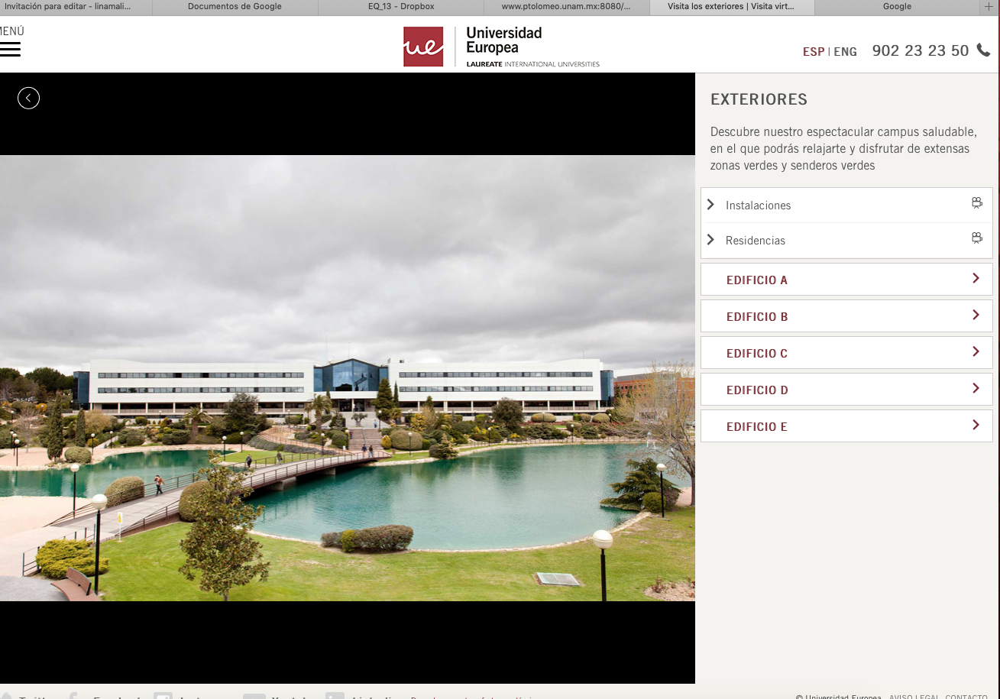 Invitación para editar - linamali...
Documentos de Google
EQ_13 - Dropbox
www.ptolomeo.unam.mx:8080/...
Visita los exteriores | Visita virt...
Google
MENÚ
ue
Universidad
Europea
LAUREATE INTERNATIONAL UNIVERSITIES
ESP | ENG 902 23 23 50
EXTERIORES
Descubre nuestro espectacular campus saludable,
en el que podrás relajarte y disfrutar de extensas
zonas verdes y senderos verdes
Instalaciones
Residencias
EDIFICIO A
EDIFICIO B
EDIFICIO C
EDIFICIO D
EDIFICIO E
© Universidad Europea AVISO LEGAL CONTACTO